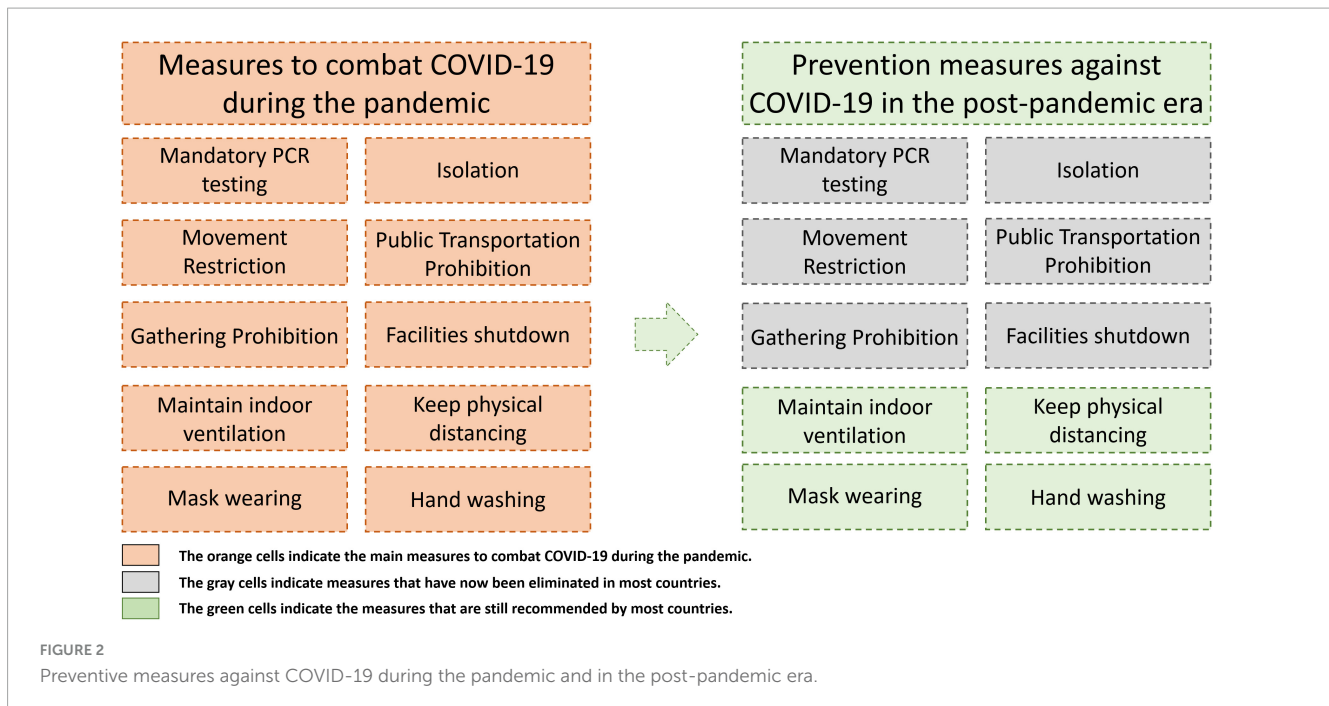 Measures to combat COVID-19
during the pandemic
Mandatory PCR
testing
Isolation
Movement
Restriction
Public Transportation
Prohibition
Gathering Prohibition
Facilities shutdown
Maintain indoor
ventilation
Keep physical
distancing
Mask wearing
Hand washing
Prevention measures against
COVID-19 in the post-pandemic era
Mandatory PCR
testing
Isolation
Movement
Restriction
Public Transportation
Prohibition
Gathering Prohibition
Facilities shutdown
Maintain indoor
ventilation
Keep physical
distancing
Mask wearing
Hand washing
The orange cells indicate the main measures to combat COVID-19 during the pandemic.
The gray cells indicate measures that have now been eliminated in most countries.
The green cells indicate the measures that are still recommended by most countries.
FIGURE 2
Preventive measures against COVID-19 during the pandemic and in the post-pandemic era.